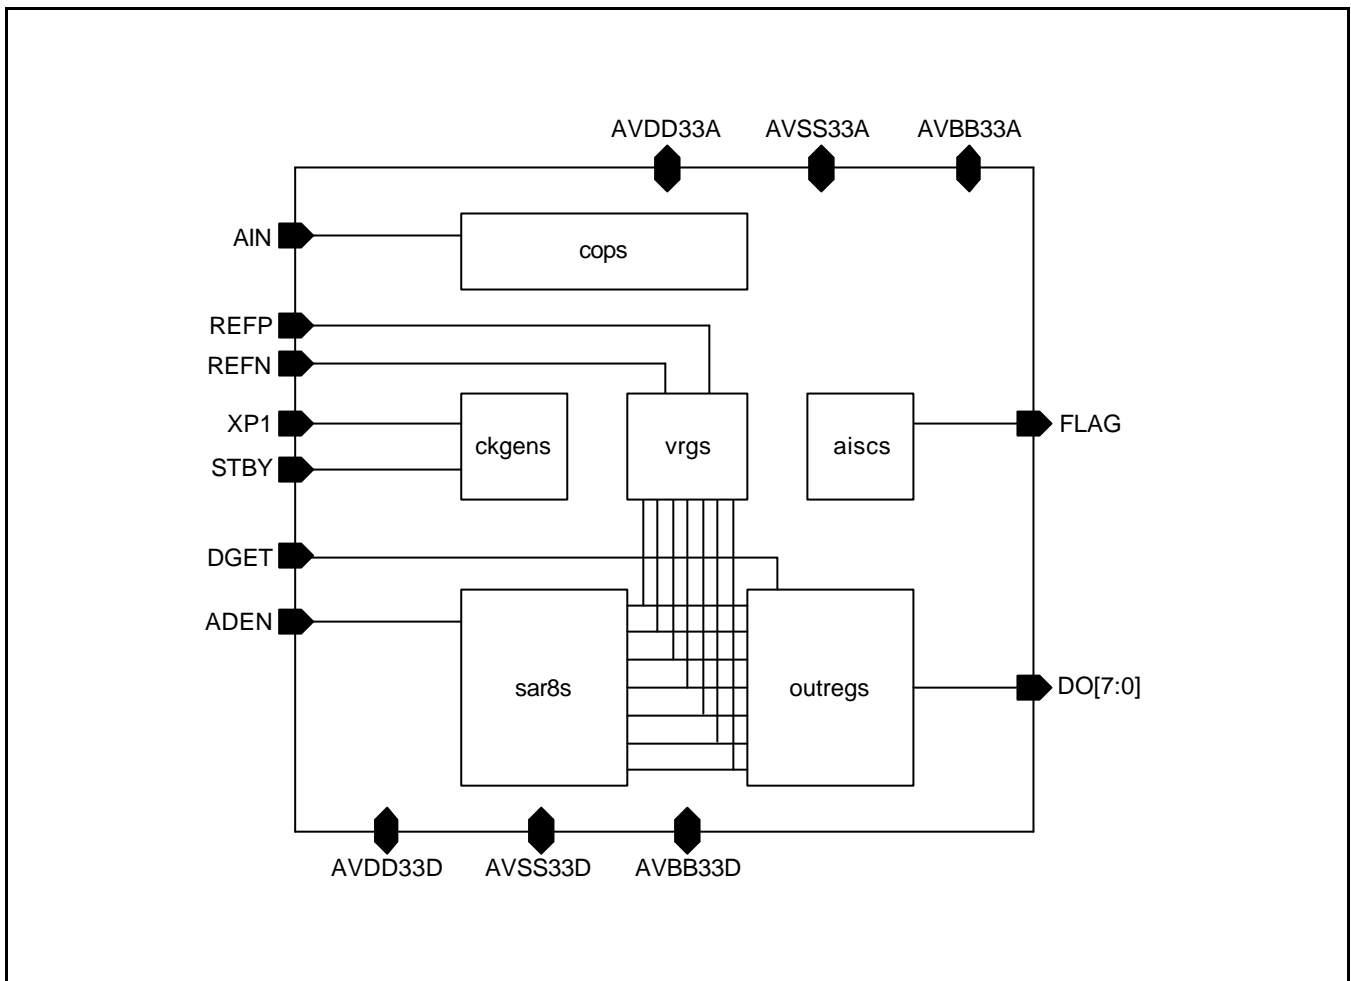 AVDD33A AVSS33A AVBB33A
AIN
cops
REFP
REFN
XP1
STBY
ckgens
vrgs
aiscs
FLAG
DGET
ADEN
sar8s
outregs
DO[7:0]
AVDD33D AVSS33D AVBB33D